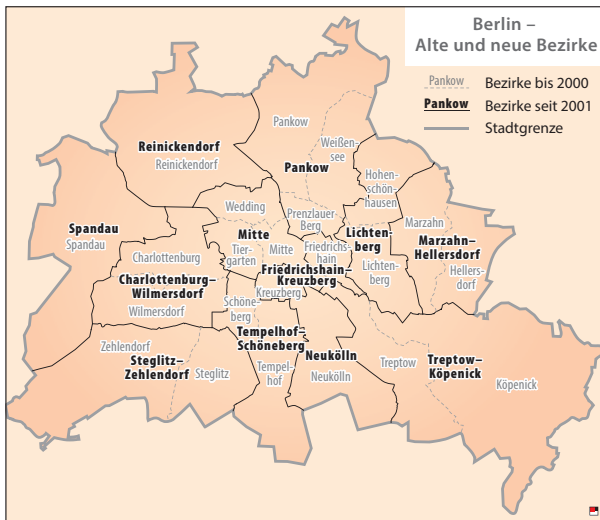 Berlin –
Alte und neue Bezirke
Pankow Bezirke bis 2000
Pankow Bezirke seit 2001
Stadtgrenze
Pankow
Weißen-
see
Reinickendorf
Reinickendorf
Pankow
Hohen-
schön-
hausen
Wedding
Prenzlauer
Berg
Spandau
Spandau
Mitte
Lichten-
berg
Marzahn
Marzahn–
Hellersdorf
Charlottenburg
Tier-
garten
Mitte
Friedrichs-
hain
Lichten-
berg
Hellers-
dorf
Charlottenburg–
Wilmersdorf
Friedrichshain–
Kreuzberg
Kreuzberg
Wilmersdorf
Schöne-
berg
Tempelhof–
Schöneberg
Zehlendorf
Steglitz–
Zehlendorf
Steglitz
Tempel-
hof
Neukölln
Neukölln
Treptow
Treptow–
Köpenick
Köpenick